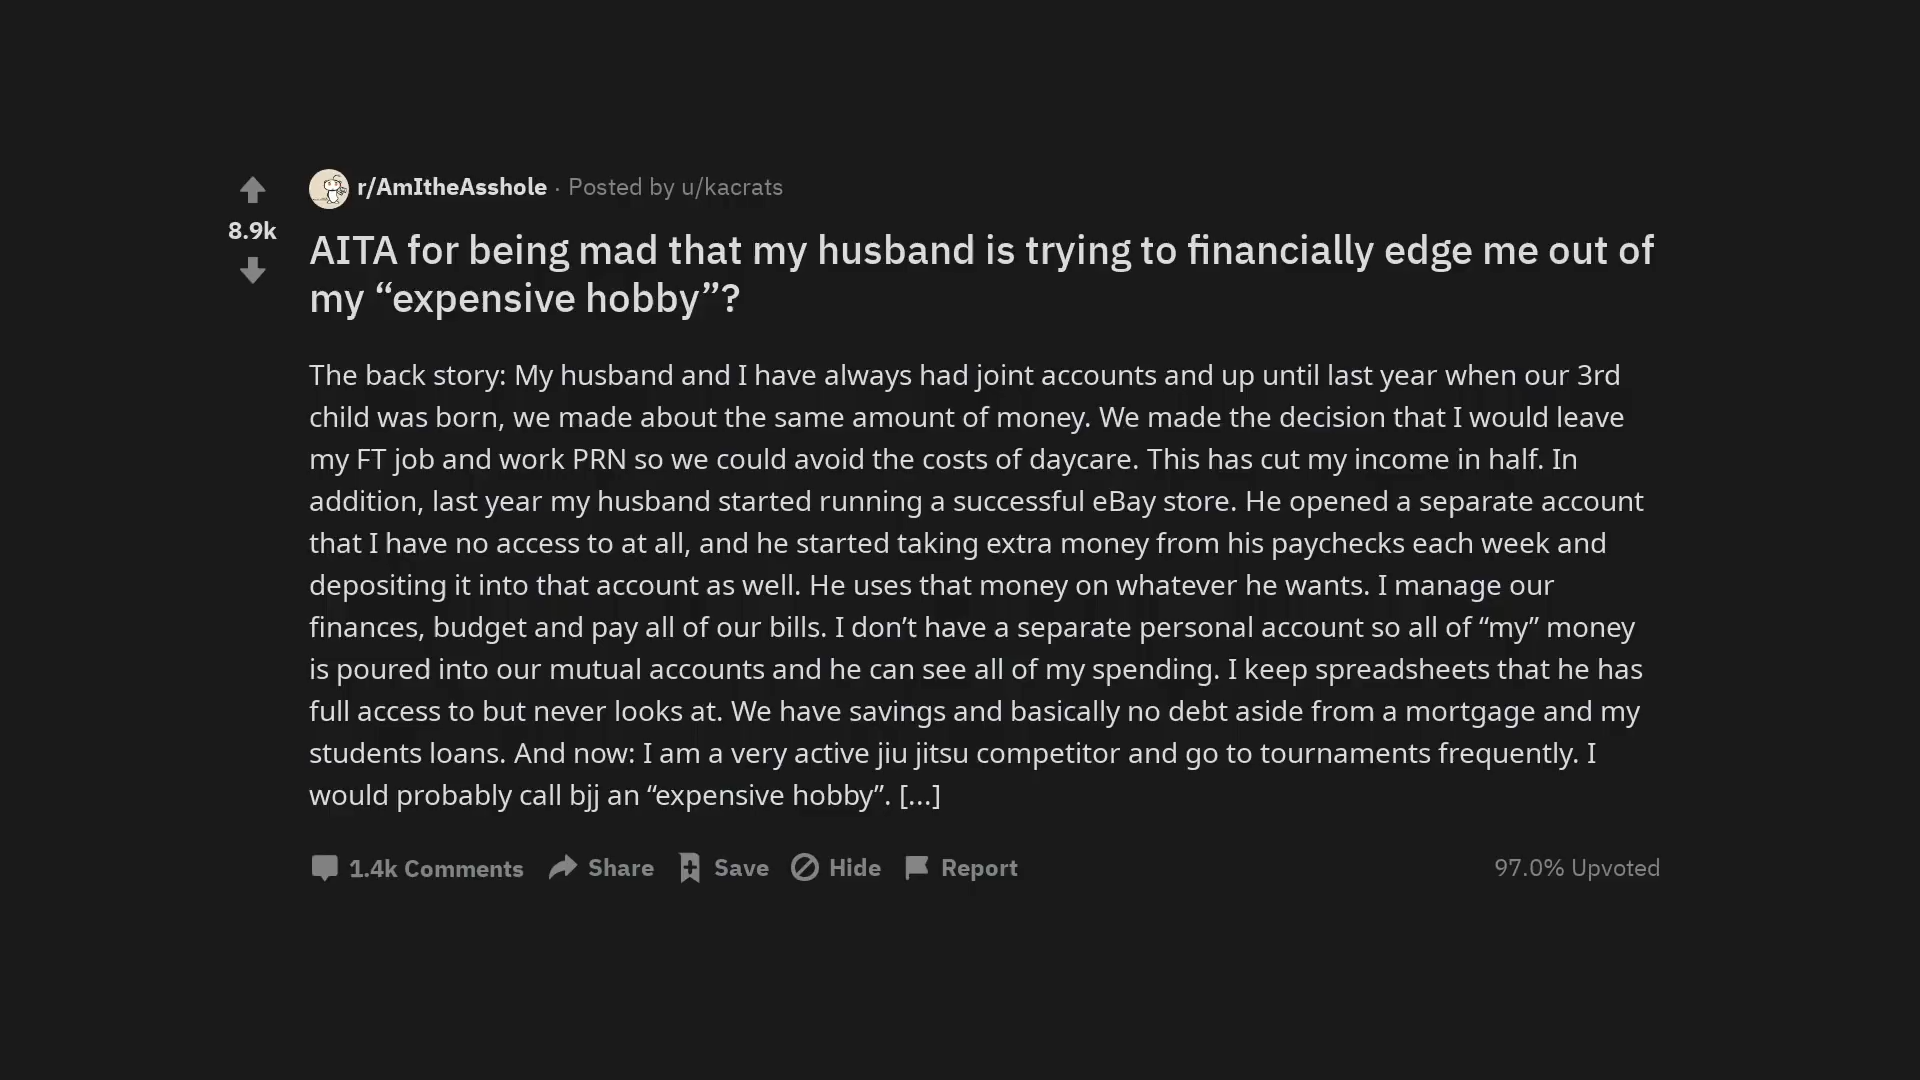 r/AmItheAsshole · Posted by u/kacrats
8.9k
AITA for being mad that my husband is trying to financially edge me out of
my “expensive hobby”?
The back story: My husband and I have always had joint accounts and up until last year when our 3rd
child was born, we made about the same amount of money. We made the decision that I would leave
my FT job and work PRN so we could avoid the costs of daycare. This has cut my income in half. In
addition, last year my husband started running a successful eBay store. He opened a separate account
that I have no access to at all, and he started taking extra money from his paychecks each week and
depositing it into that account as well. He uses that money on whatever he wants. I manage our
finances, budget and pay all of our bills. I don’t have a separate personal account so all of “my” money
is poured into our mutual accounts and he can see all of my spending. I keep spreadsheets that he has
full access to but never looks at. We have savings and basically no debt aside from a mortgage and my
students loans. And now: I am a very active jiu jitsu competitor and go to tournaments frequently. I
would probably call bjj an “expensive hobby”. [...]
1.4k Comments Share Save Hide Report 97.0% Upvoted